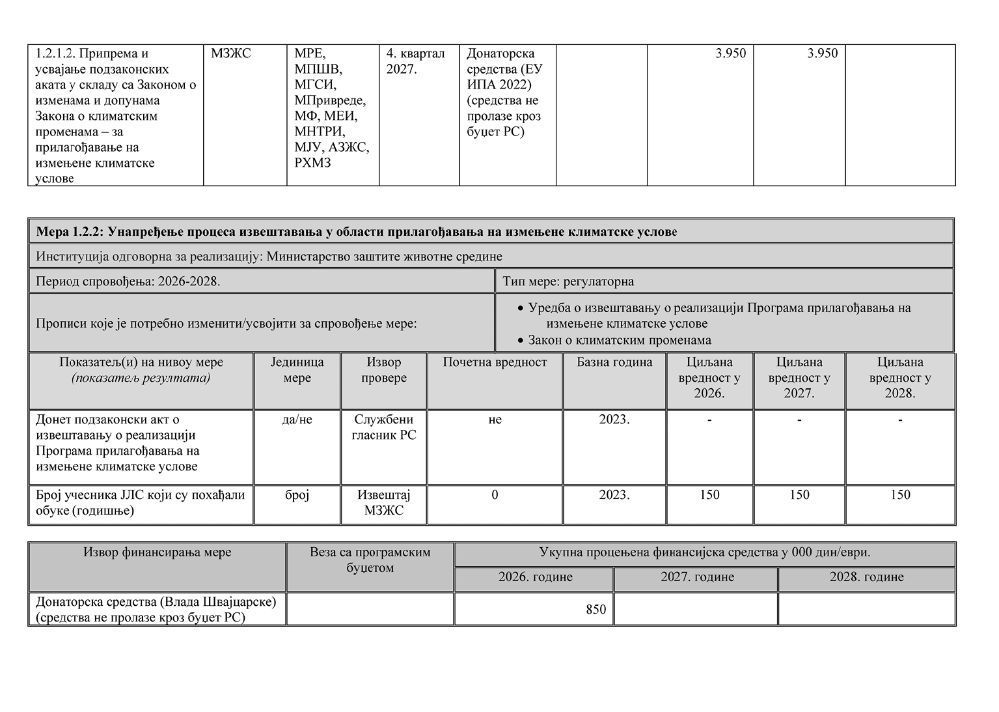 1.2.1.2. Припрема и
усвајање подзаконских
аката у складу са Законом о
изменама и допунама
Закона о климатским
променама – за
прилагођавање на
измењене климатске
услове
МЗЖС
МРЕ,
МПШВ,
МГСИ,
МПривреде,
МФ, МЕИ,
МНТРИ,
МЈУ, АЗЖС,
РХМЗ
4. квартал
2027.
Донаторска
средства (ЕУ
ИПА 2022)
(средства не
пролазе кроз
буџет РС)
3.950
3.950
Мера 1.2.2: Унапређење процеса извештавања у области прилагођавања на измењене климатске услове
Институција одговорна за реализацију: Министарство заштите животне средине
Период спровођења: 2026-2028.
Тип мере: регулаторна
Прописи које је потребно изменити/усвојити за спровођење мере:
• Уредба о извештавању о реализацији Програма прилагођавања на
измењене климатске услове
• Закон о климатским променама
Показатељ(и) на нивоу мере
(показатељ резултата)
Јединица
мере
Извор
провере
Почетна вредност
Базна година
Циљана
вредност у
2026.
Циљана
вредност у
2027.
Циљана
вредност у
2028.
Донет подзаконски акт о
извештавању о реализацији
Програма прилагођавања на
измењене климатске услове
да/не
Службени
гласник РС
не
2023.
-
-
-
Број учесника ЈЛС који су похађали
обуке (годишње)
број
Извештај
МЗЖС
0
2023.
150
150
150
Извор финансирања мере
Веза са програмским
буџетом
Укупна процењена финансијска средства у 000 дин/еври.
2026. године
2027. године
2028. године
Донаторска средства (Влада Швајцарске)
(средства не пролазе кроз буџет РС)
850